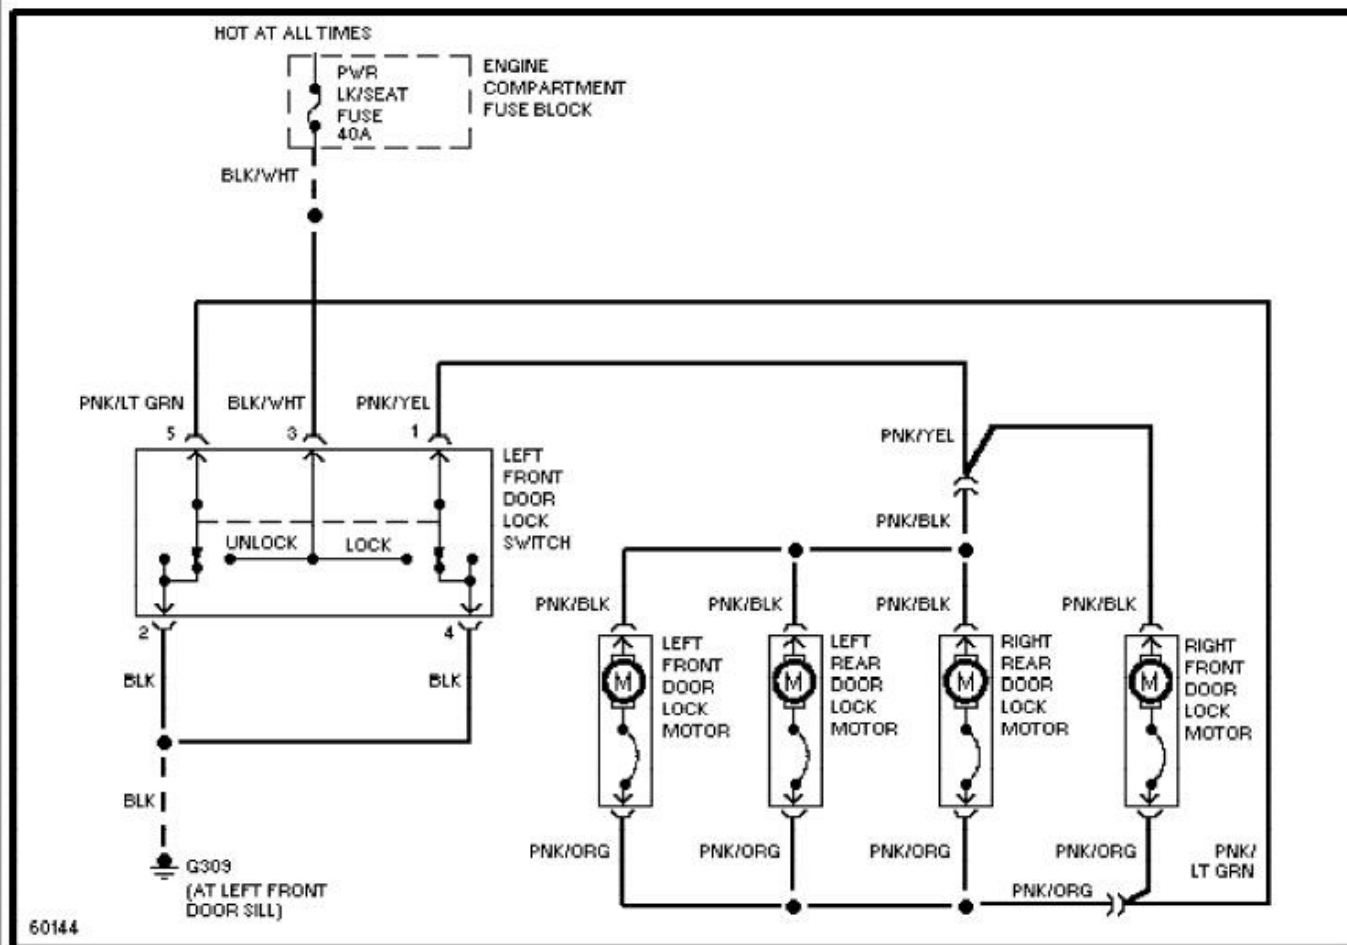 HOT AT ALL TIMES
PWR
LK/SEAT
FUSE
40A
ENGINE
COMPARTMENT
FUSE BLOCK
BLK/WHT
PNK/LT GRN
BLK/WHT
PNK/YEL
5
3
1
LEFT
FRONT
DOOR
LOCK
SWITCH
UNLOCK
LOCK
2
4
BLK
BLK
BLK
G309
(AT LEFT FRONT
DOOR SILL)
60144
PNK/YEL
PNK/BLK
PNK/BLK
PNK/BLK
PNK/BLK
PNK/BLK
M
LEFT
FRONT
DOOR
LOCK
MOTOR
M
LEFT
REAR
DOOR
LOCK
MOTOR
M
RIGHT
REAR
DOOR
LOCK
MOTOR
M
RIGHT
FRONT
DOOR
LOCK
MOTOR
PNK/ORG
PNK/ORG
PNK/ORG
PNK/ORG
PNK/
LT GRN
PNK/ORG